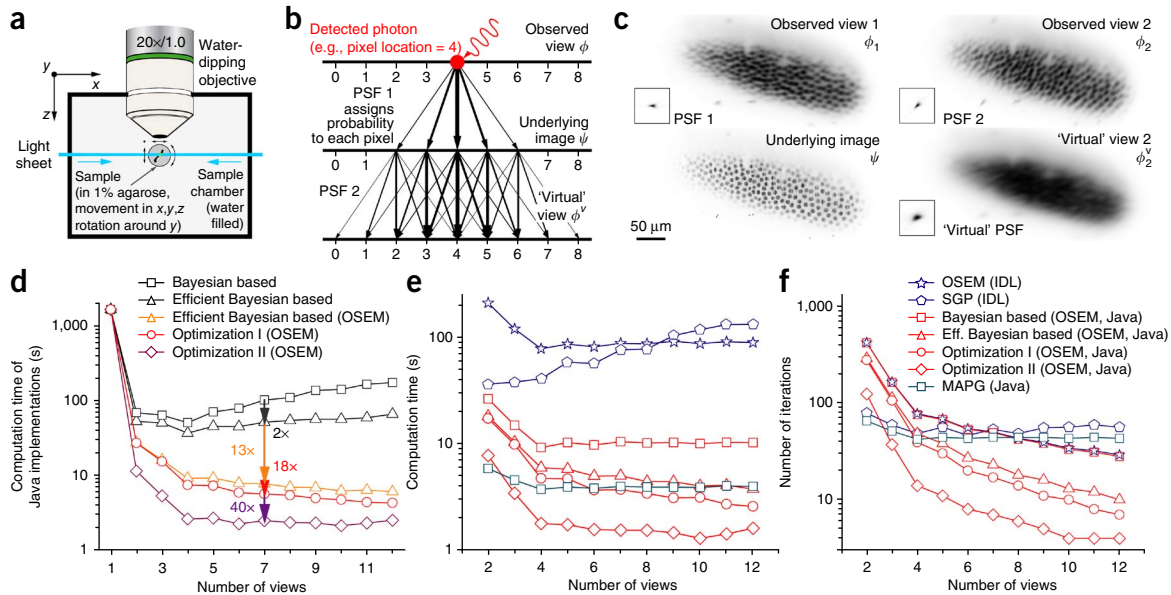 a
20×/1.0
Water-
dipping
objective
y
x
z
Light
sheet
Sample
(in 1% agarose,
movement in x,y,z
rotation around y)
Sample
chamber
(water
filled)
b
Detected photon
(e.g., pixel location = 4)
Observed
view ϕ
0 1 2 3 4 5 6 7 8
PSF 1
assigns
probability
to each pixel
Underlying
image ψ
0 1 2 3 4 5 6 7 8
PSF 2
‘Virtual’
view ϕᵛ
0 1 2 3 4 5 6 7 8
c
Observed view 1
ϕ₁
PSF 1
Observed view 2
ϕ₂
PSF 2
Underlying image
ψ
50 µm
‘Virtual’ view 2
ϕ₂ᵛ
‘Virtual’ PSF
d
Bayesian based
Efficient Bayesian based
Efficient Bayesian based (OSEM)
Optimization I (OSEM)
Optimization II (OSEM)
Computation time of
Java implementations (s)
1,000
100
10
1
2×
13×
18×
40×
1 3 5 7 9 11
Number of views
e
Computation time (s)
100
10
1
2 4 6 8 10 12
Number of views
f
OSEM (IDL)
SGP (IDL)
Bayesian based (OSEM, Java)
Eff. Bayesian based (OSEM, Java)
Optimization I (OSEM, Java)
Optimization II (OSEM, Java)
MAPG (Java)
Number of iterations
1,000
100
10
2 4 6 8 10 12
Number of views